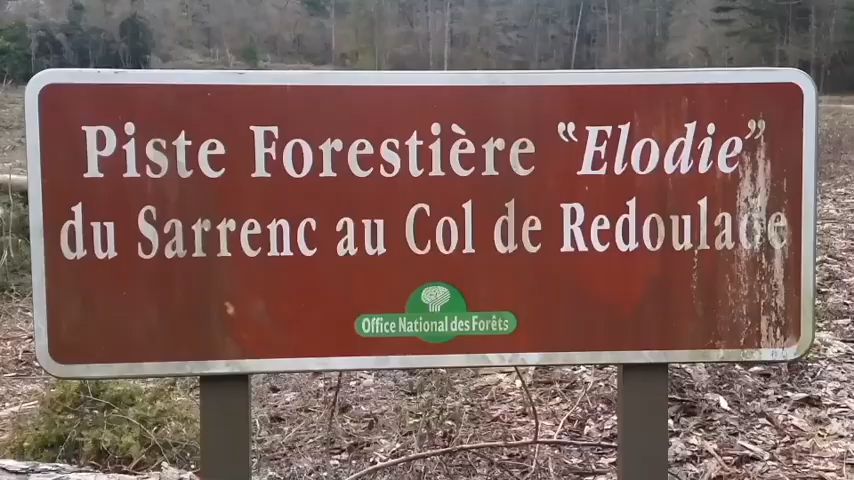 Piste Forestière “Elodie”
du Sarrenc au Col de Redoulade
Office National des Forêts